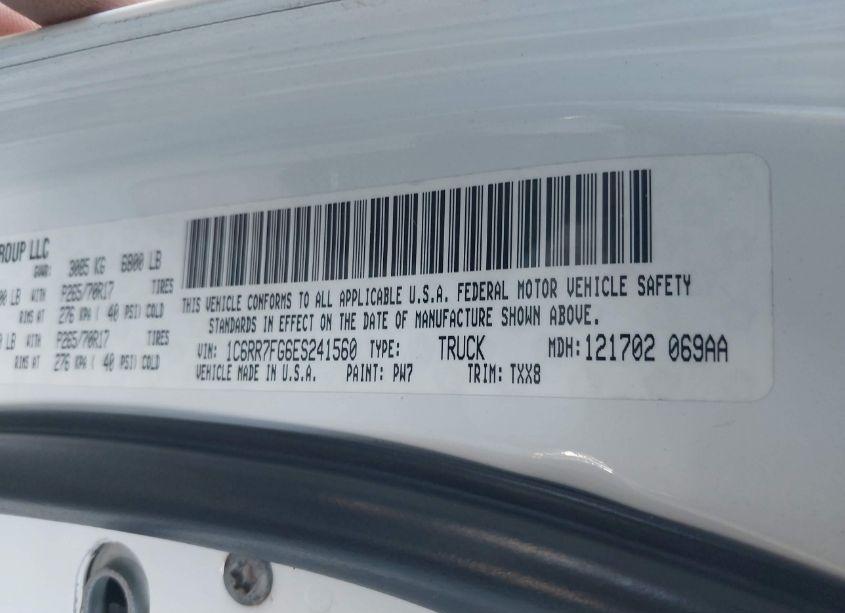 ROUP LLC
GVWR: 3085 KG 6800 LB
00 LB WITH P265/70R17 TIRES
RIMS AT 276 KPA ( 40 PSI) COLD
0 LB WITH P265/70R17 TIRES
RIMS AT 276 KPA ( 40 PSI) COLD
THIS VEHICLE CONFORMS TO ALL APPLICABLE U.S.A. FEDERAL MOTOR VEHICLE SAFETY
STANDARDS IN EFFECT ON THE DATE OF MANUFACTURE SHOWN ABOVE.
VIN: 1C6RR7FG6ES241560 TYPE: TRUCK MDH: 121702 069AA
VEHICLE MADE IN U.S.A. PAINT: PW7 TRIM: TXX8